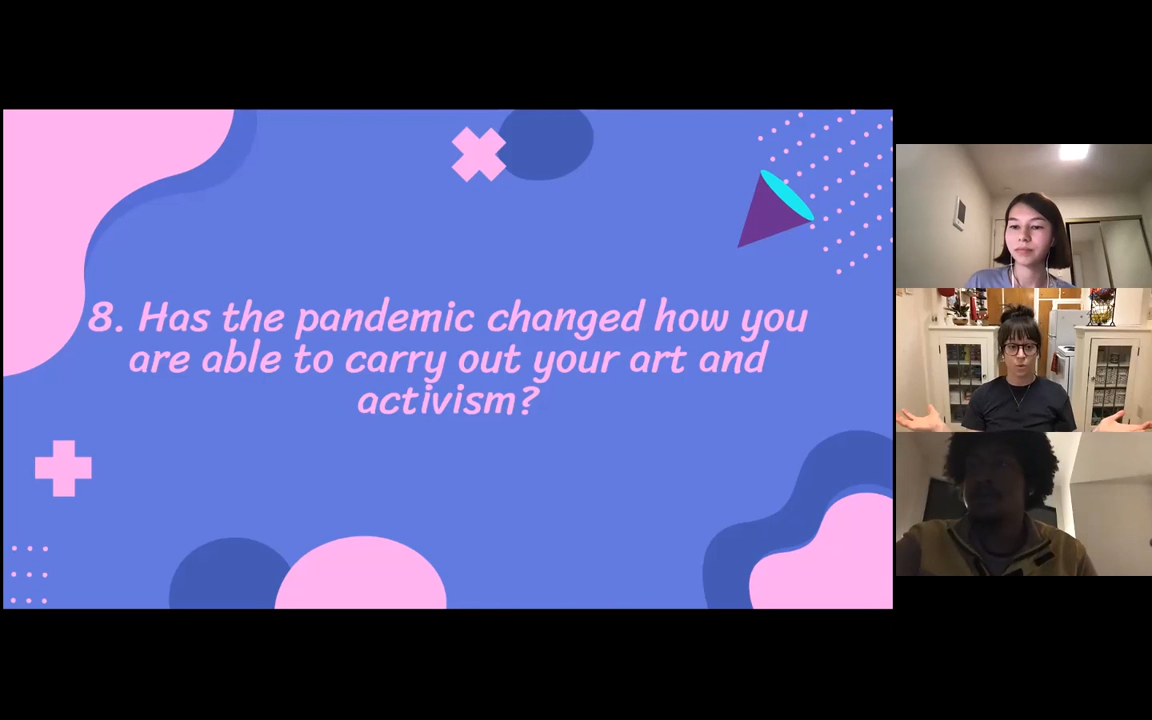 8. Has the pandemic changed how you
are able to carry out your art and
activism?